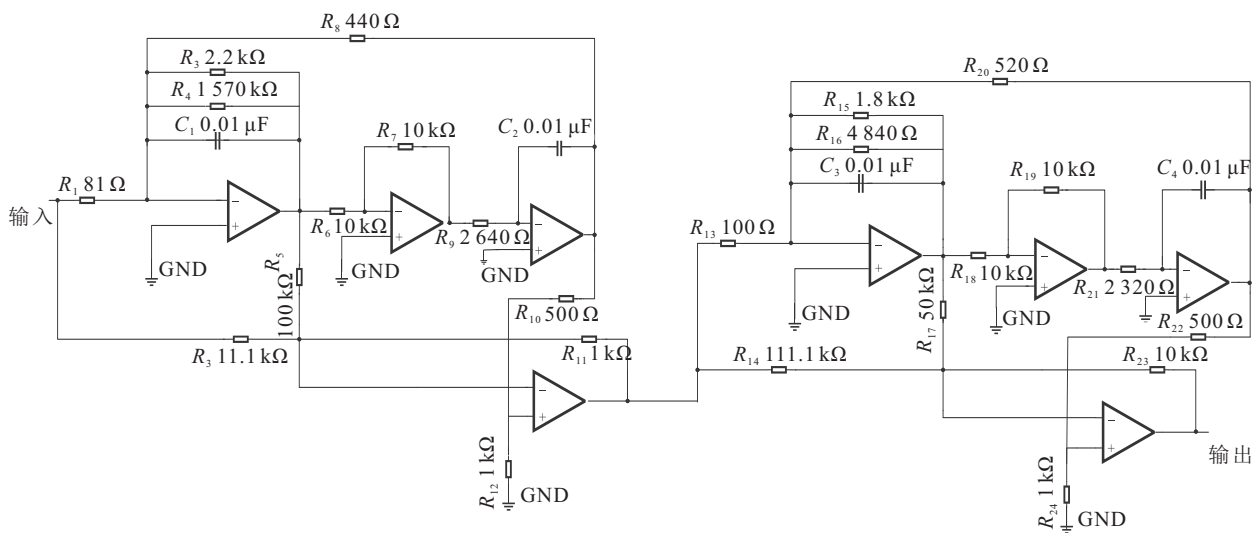 R8 440 Ω
R3 2.2 kΩ
R4 1 570 kΩ
C1 0.01 μF
R7 10 kΩ
C2 0.01 μF
R1 81 Ω
输入
GND
R6 10 kΩ
GND
R9 2 640 Ω
GND
R5 100 kΩ
R10 500 Ω
R3 11.1 kΩ
R11 1 kΩ
R12 1 kΩ
GND
R20 520 Ω
R15 1.8 kΩ
R16 4 840 Ω
C3 0.01 μF
R19 10 kΩ
C4 0.01 μF
R13 100 Ω
GND
R18 10 kΩ
GND
R21 2 320 Ω
R17 50 kΩ
R22 500 Ω
R14 111.1 kΩ
R23 10 kΩ
输出
R24 1 kΩ
GND